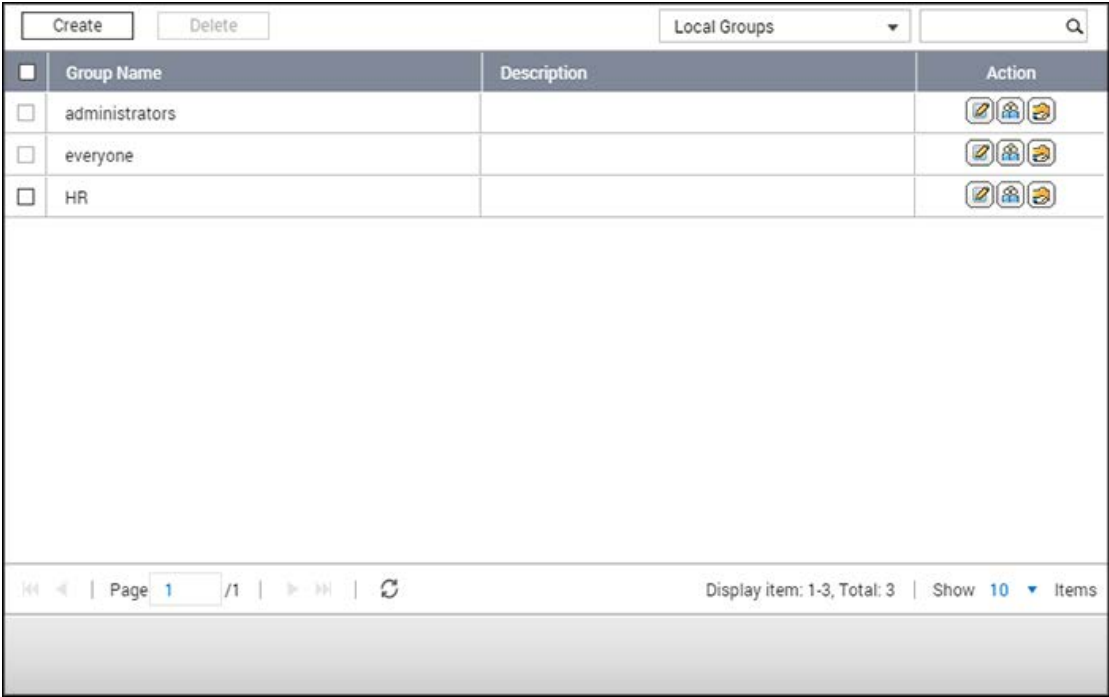 Create Delete Local Groups
Group Name Description Action
administrators
everyone
HR
Page 1 /1 Display item: 1-3, Total: 3 Show 10 Items